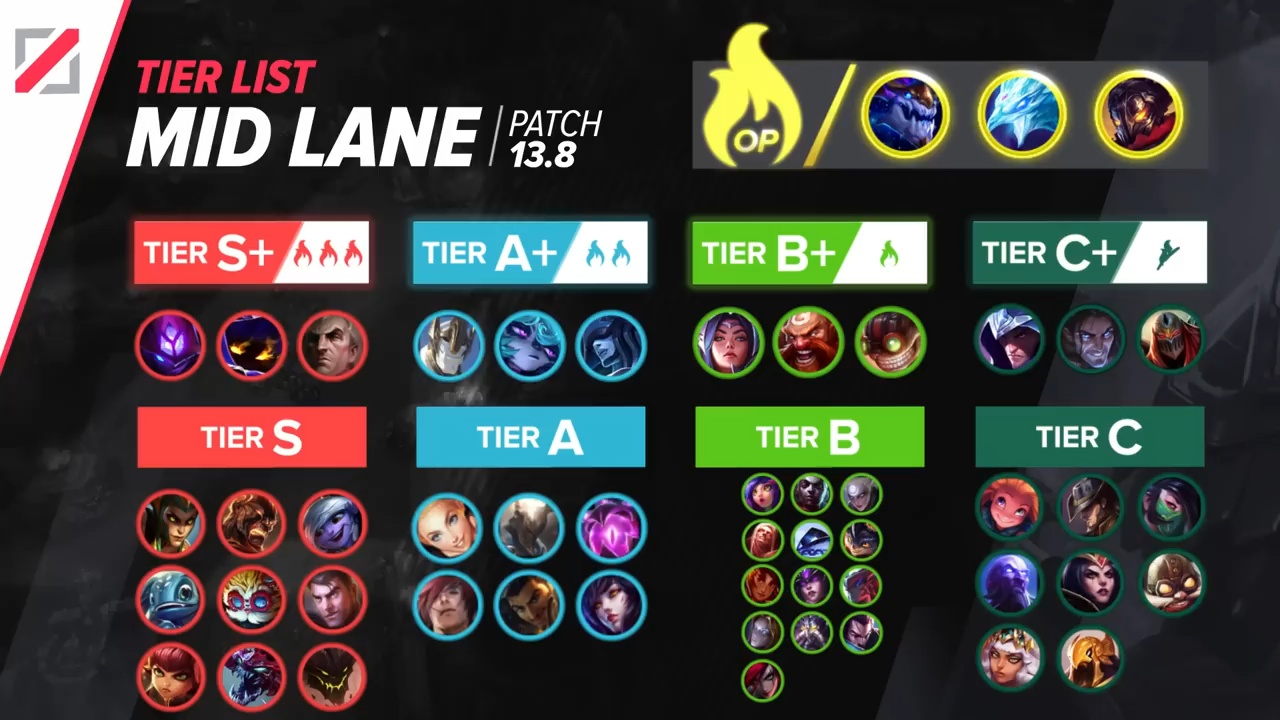 TIER LIST
MID LANE
PATCH
13.8
OP
TIER S+
TIER A+
TIER B+
TIER C+
TIER S
TIER A
TIER B
TIER C